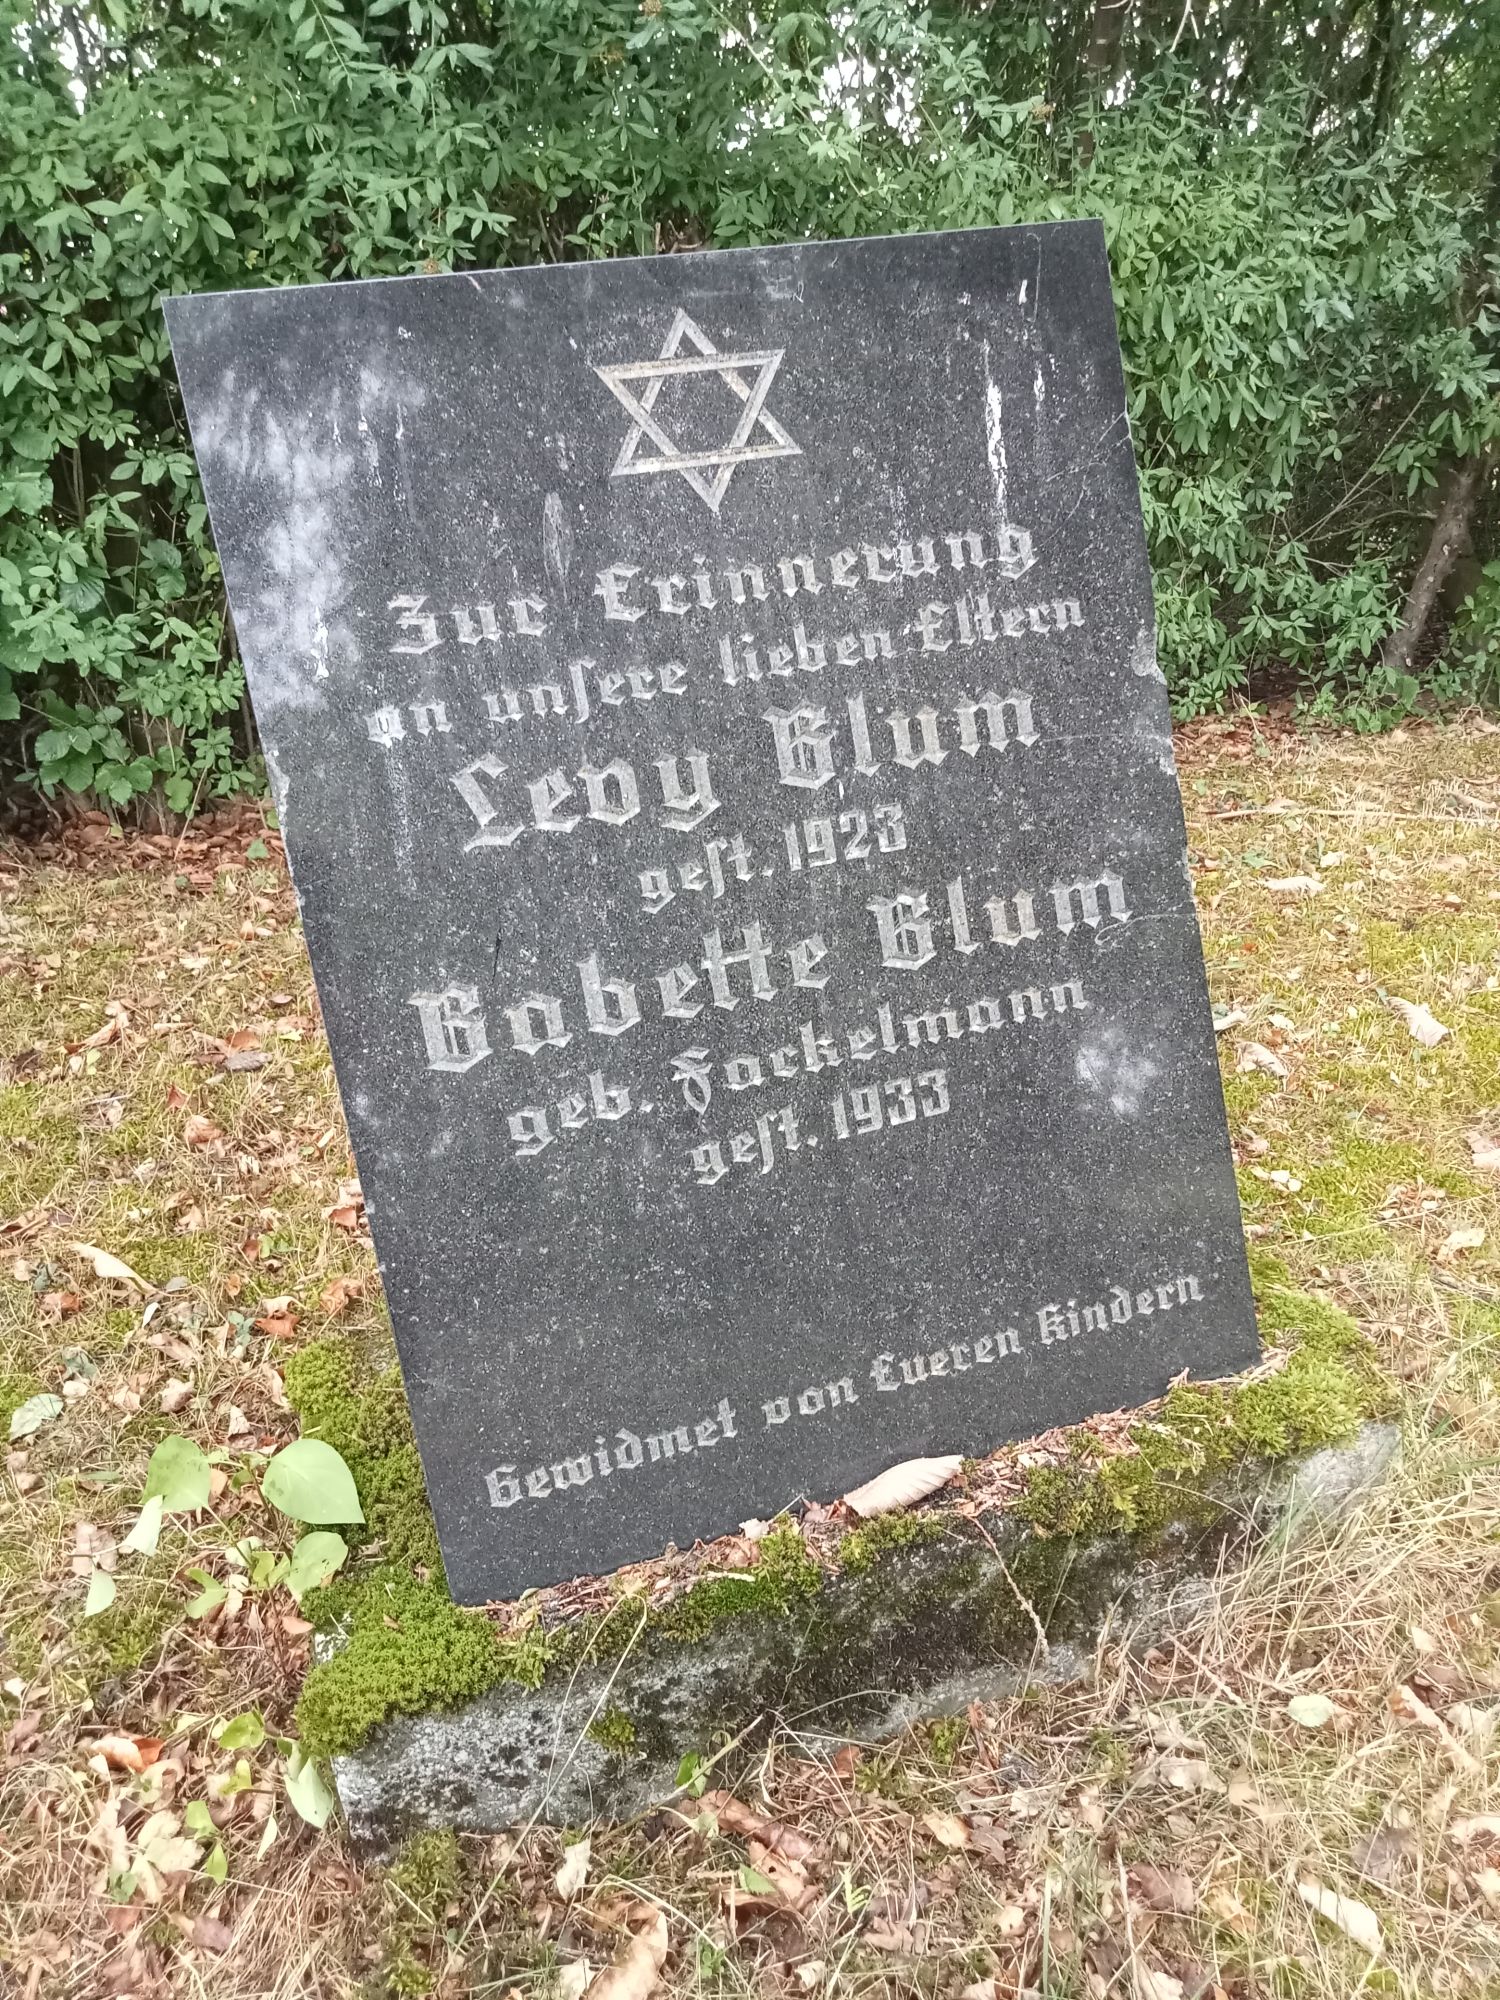 Zur Erinnerung
an unsere lieben Eltern
Levy Blum
gest. 1923
Babette Blum
geb. Fackelmann
gest. 1933
Gewidmet von Eueren Kindern